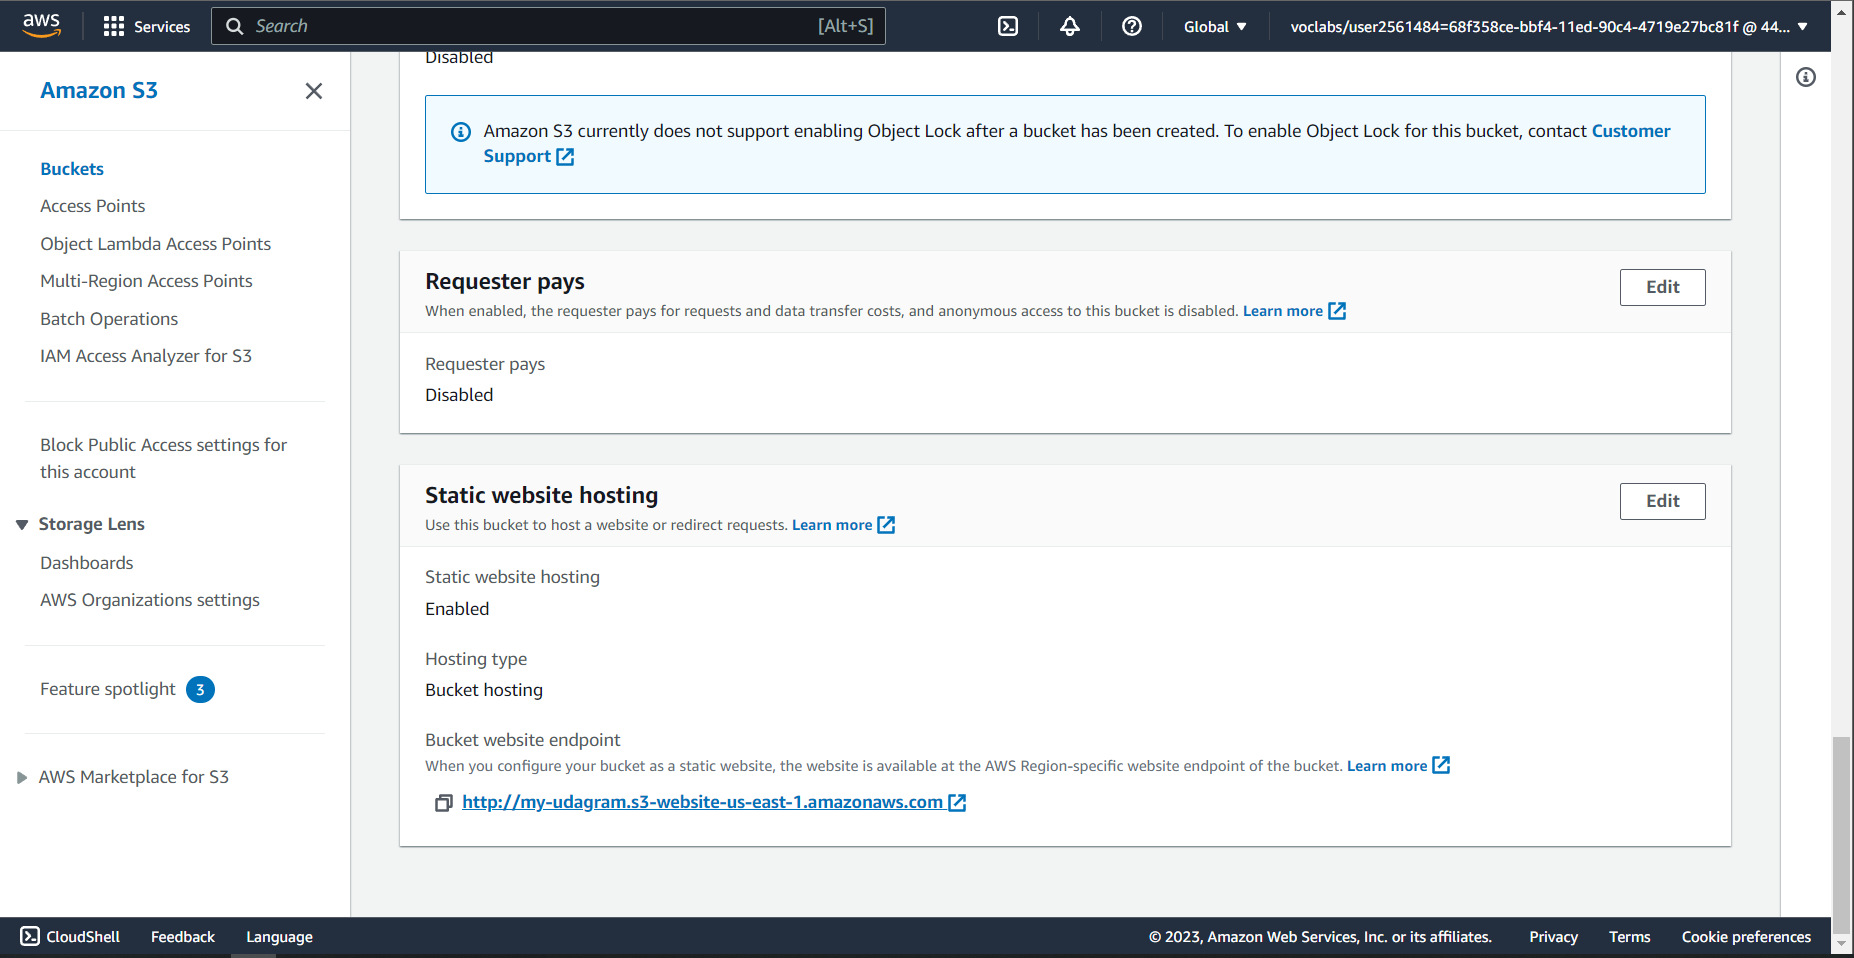 aws
Services
Search [Alt+S]
Global
voclabs/user2561484=68f358ce-bbf4-11ed-90c4-4719e27bc81f @ 44...
Amazon S3
Buckets
Access Points
Object Lambda Access Points
Multi-Region Access Points
Batch Operations
IAM Access Analyzer for S3
Block Public Access settings for
this account
Storage Lens
Dashboards
AWS Organizations settings
Feature spotlight 3
AWS Marketplace for S3
Disabled
Amazon S3 currently does not support enabling Object Lock after a bucket has been created. To enable Object Lock for this bucket, contact Customer
Support
Requester pays
Edit
When enabled, the requester pays for requests and data transfer costs, and anonymous access to this bucket is disabled. Learn more
Requester pays
Disabled
Static website hosting
Edit
Use this bucket to host a website or redirect requests. Learn more
Static website hosting
Enabled
Hosting type
Bucket hosting
Bucket website endpoint
When you configure your bucket as a static website, the website is available at the AWS Region-specific website endpoint of the bucket. Learn more
http://my-udagram.s3-website-us-east-1.amazonaws.com
CloudShell
Feedback
Language
© 2023, Amazon Web Services, Inc. or its affiliates.
Privacy
Terms
Cookie preferences